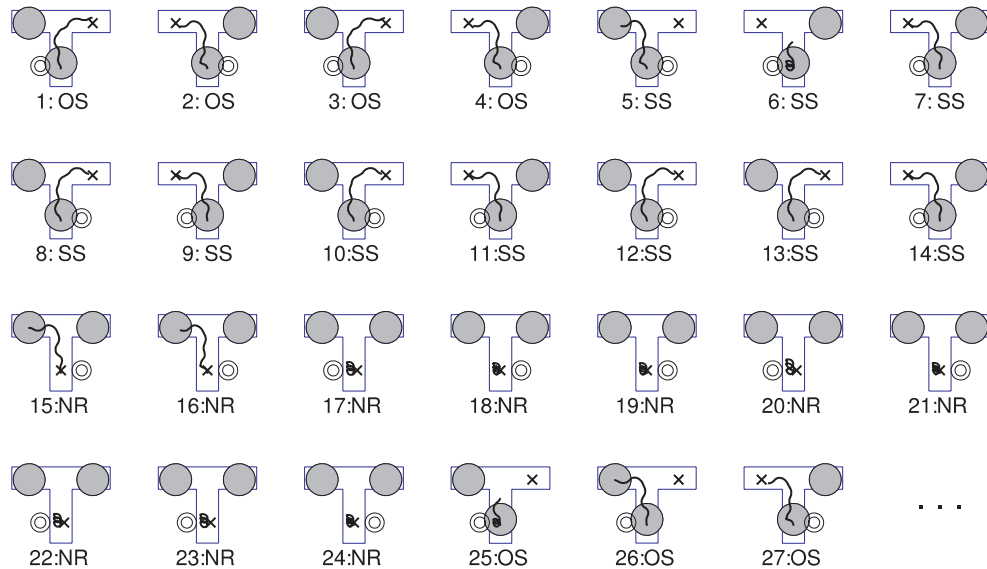 1: OS 2: OS 3: OS 4: OS 5: SS 6: SS 7: SS
8: SS 9: SS 10:SS 11:SS 12:SS 13:SS 14:SS
15:NR 16:NR 17:NR 18:NR 19:NR 20:NR 21:NR
. . .
22:NR 23:NR 24:NR 25:OS 26:OS 27:OS